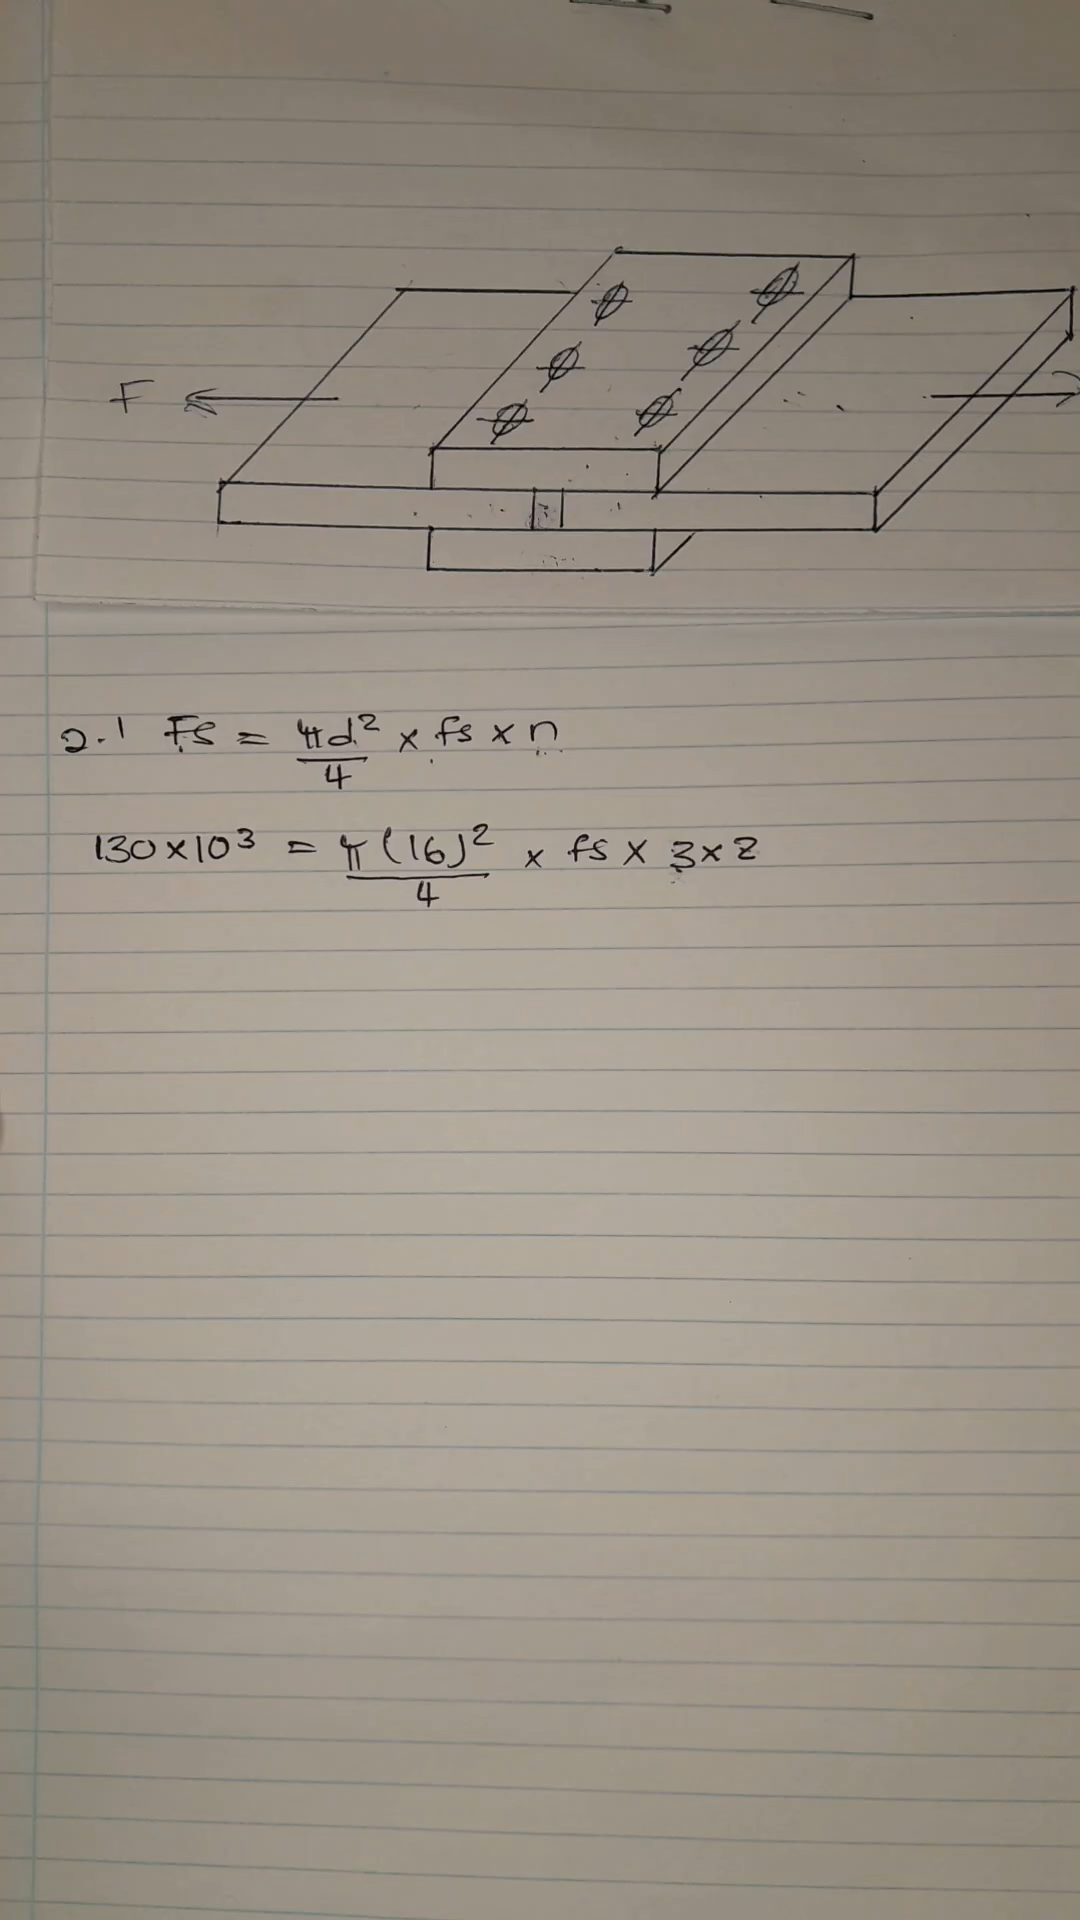 F
2.1 Fs = πd²/4 × fs × n
130×10³ = π(16)²/4 × fs × 3×2